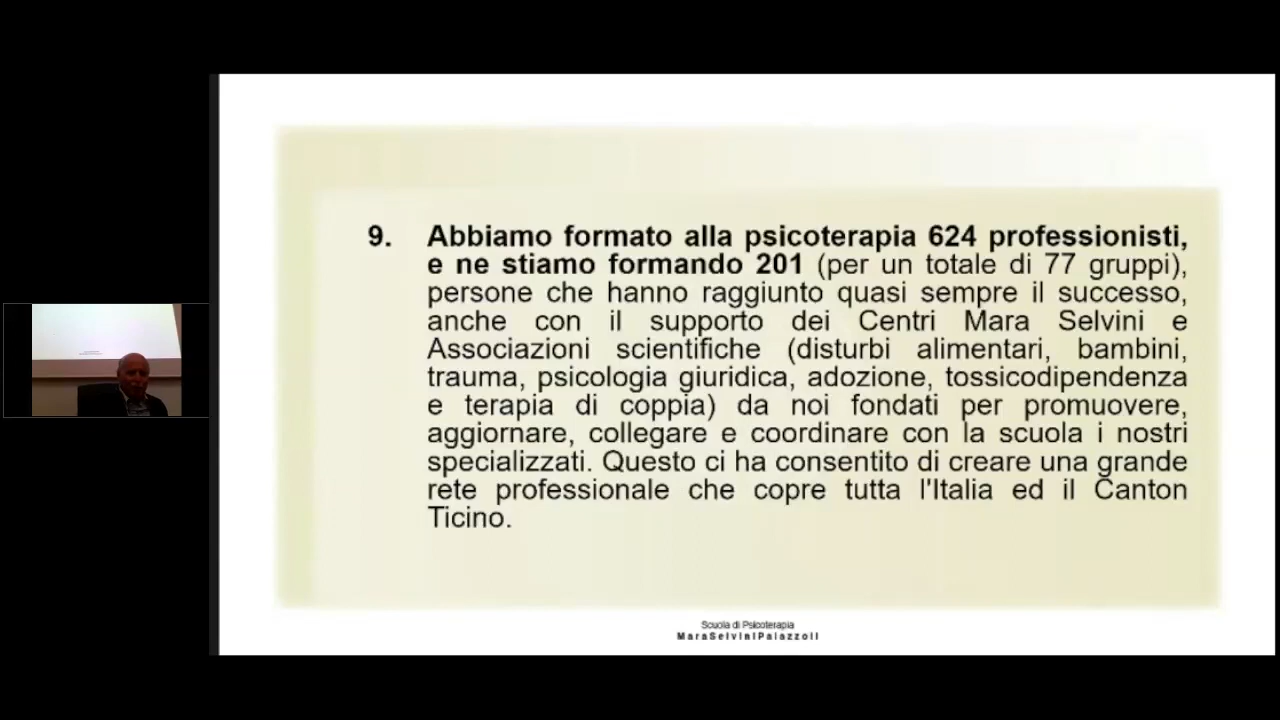 9. Abbiamo formato alla psicoterapia 624 professionisti,
e ne stiamo formando 201 (per un totale di 77 gruppi),
persone che hanno raggiunto quasi sempre il successo,
anche con il supporto dei Centri Mara Selvini e
Associazioni scientifiche (disturbi alimentari, bambini,
trauma, psicologia giuridica, adozione, tossicodipendenza
e terapia di coppia) da noi fondati per promuovere,
aggiornare, collegare e coordinare con la scuola i nostri
specializzati. Questo ci ha consentito di creare una grande
rete professionale che copre tutta l'Italia ed il Canton
Ticino.
Scuola di Psicoterapia
MaraSelviniPalazzoli